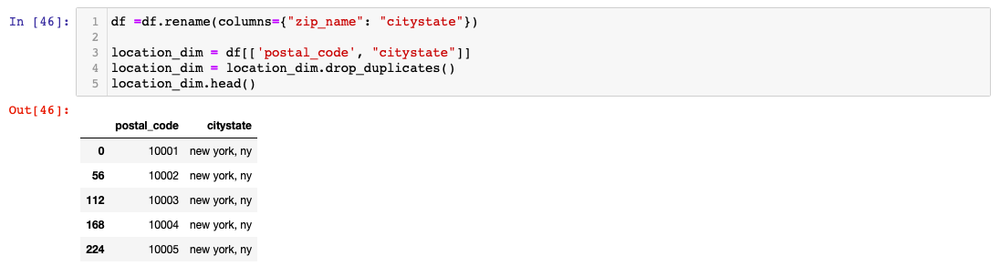 In [46]: 1 df =df.rename(columns={"zip_name": "citystate"})
2
3 location_dim = df[['postal_code', "citystate"]]
4 location_dim = location_dim.drop_duplicates()
5 location_dim.head()
Out[46]:
postal_code citystate
0 10001 new york, ny
56 10002 new york, ny
112 10003 new york, ny
168 10004 new york, ny
224 10005 new york, ny